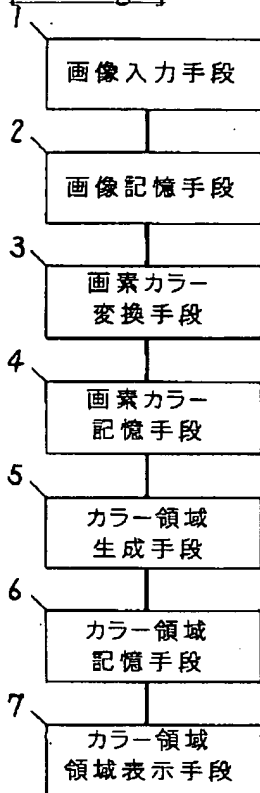 1
画像入力手段
2
画像記憶手段
3
画素カラー
変換手段
4
画素カラー
記憶手段
5
カラー領域
生成手段
6
カラー領域
記憶手段
7
カラー領域
領域表示手段